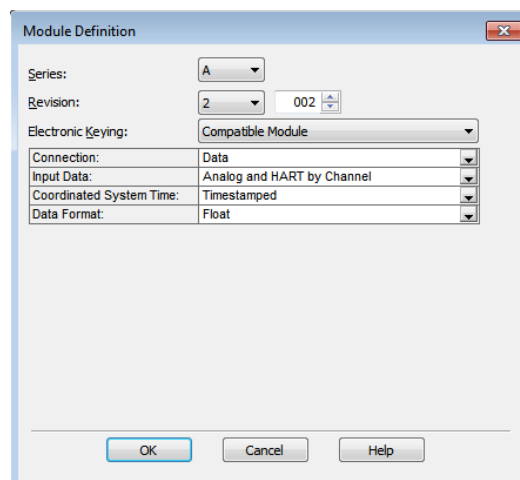 Module Definition
Series: A
Revision: 2 002
Electronic Keying: Compatible Module
Connection: Data
Input Data: Analog and HART by Channel
Coordinated System Time: Timestamped
Data Format: Float
OK Cancel Help